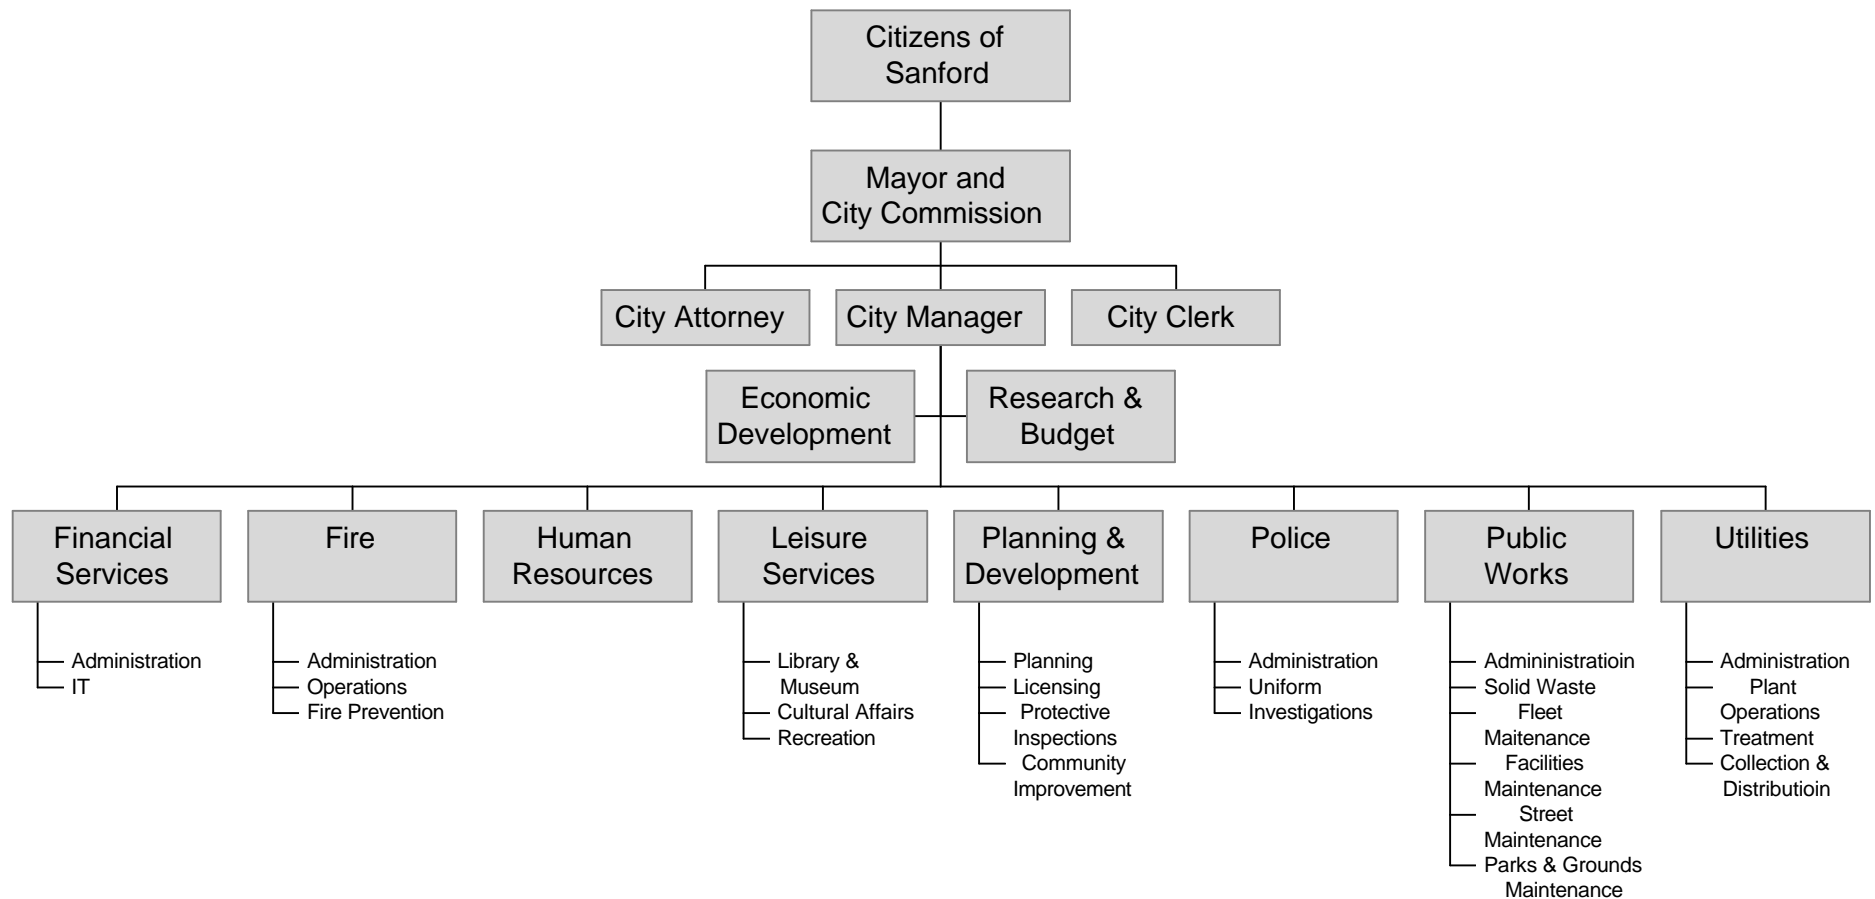 Citizens of
Sanford
Mayor and
City Commission
City Attorney
City Manager
City Clerk
Economic
Development
Research &
Budget
Financial
Services
Administration
IT
Fire
Administration
Operations
Fire Prevention
Human
Resources
Leisure
Services
Library &
Museum
Cultural Affairs
Recreation
Planning &
Development
Planning
Licensing
Protective
Inspections
Community
Improvement
Police
Administration
Uniform
Investigations
Public
Works
Admininistratioin
Solid Waste
Fleet
Maitenance
Facilities
Maintenance
Street
Maintenance
Parks & Grounds
Maintenance
Utilities
Administration
Plant
Operations
Treatment
Collection &
Distributioin